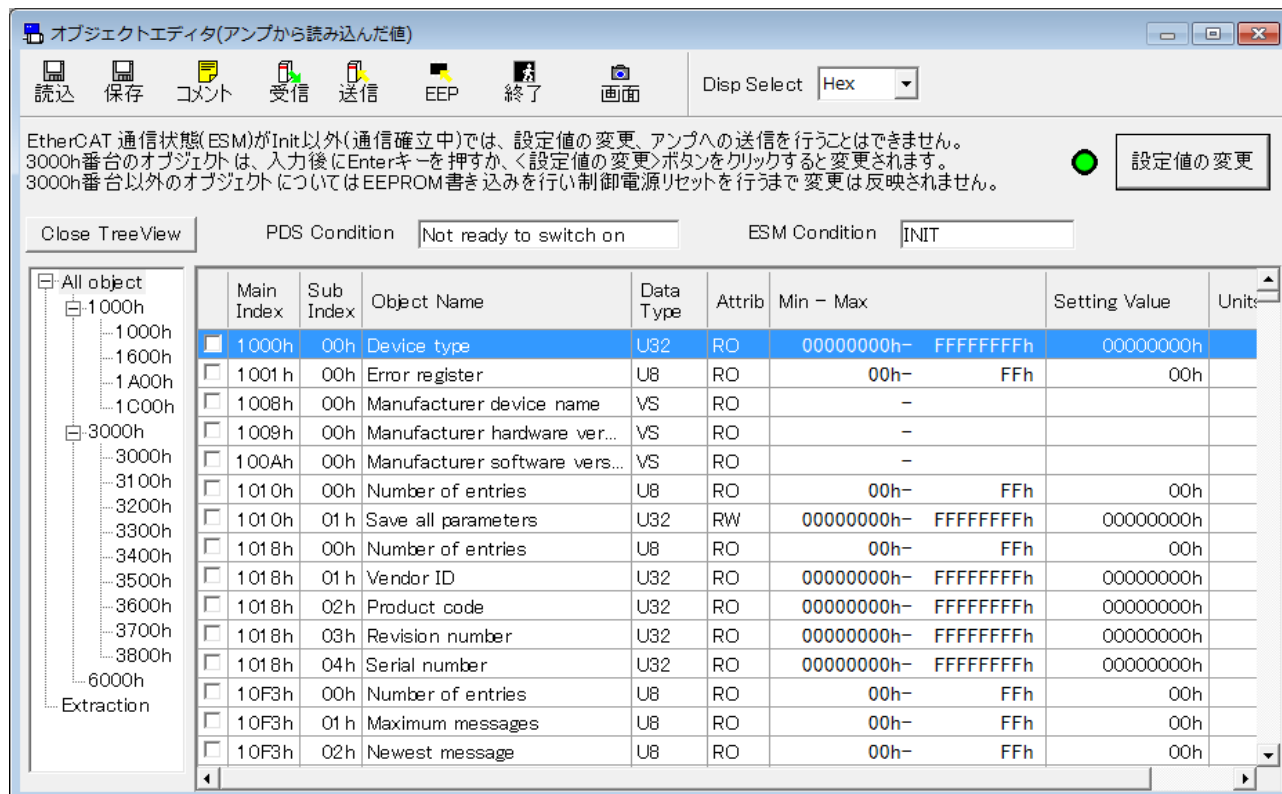 オブジェクトエディタ(アンプから読み込んだ値)
読込 保存 コメント 受信 送信 EEP 終了 画面 Disp Select Hex
EtherCAT 通信状態(ESM)がInit以外(通信確立中)では、設定値の変更、アンプへの送信を行うことはできません。
3000h番台のオブジェクトは、入力後にEnterキーを押すか、<設定値の変更>ボタンをクリックすると変更されます。
3000h番台以外のオブジェクトについてはEEPROM書き込みを行い制御電源リセットを行うまで変更は反映されません。
設定値の変更
Close TreeView PDS Condition Not ready to switch on ESM Condition INIT
All object
1000h
1000h
1600h
1A00h
1C00h
3000h
3000h
3100h
3200h
3300h
3400h
3500h
3600h
3700h
3800h
6000h
Extraction
Main Index Sub Index Object Name Data Type Attrib Min - Max Setting Value Units
1000h 00h Device type U32 RO 00000000h- FFFFFFFFh 00000000h
1001h 00h Error register U8 RO 00h- FFh 00h
1008h 00h Manufacturer device name VS RO -
1009h 00h Manufacturer hardware ver... VS RO -
100Ah 00h Manufacturer software vers... VS RO -
1010h 00h Number of entries U8 RO 00h- FFh 00h
1010h 01h Save all parameters U32 RW 00000000h- FFFFFFFFh 00000000h
1018h 00h Number of entries U8 RO 00h- FFh 00h
1018h 01h Vendor ID U32 RO 00000000h- FFFFFFFFh 00000000h
1018h 02h Product code U32 RO 00000000h- FFFFFFFFh 00000000h
1018h 03h Revision number U32 RO 00000000h- FFFFFFFFh 00000000h
1018h 04h Serial number U32 RO 00000000h- FFFFFFFFh 00000000h
10F3h 00h Number of entries U8 RO 00h- FFh 00h
10F3h 01h Maximum messages U8 RO 00h- FFh 00h
10F3h 02h Newest message U8 RO 00h- FFh 00h